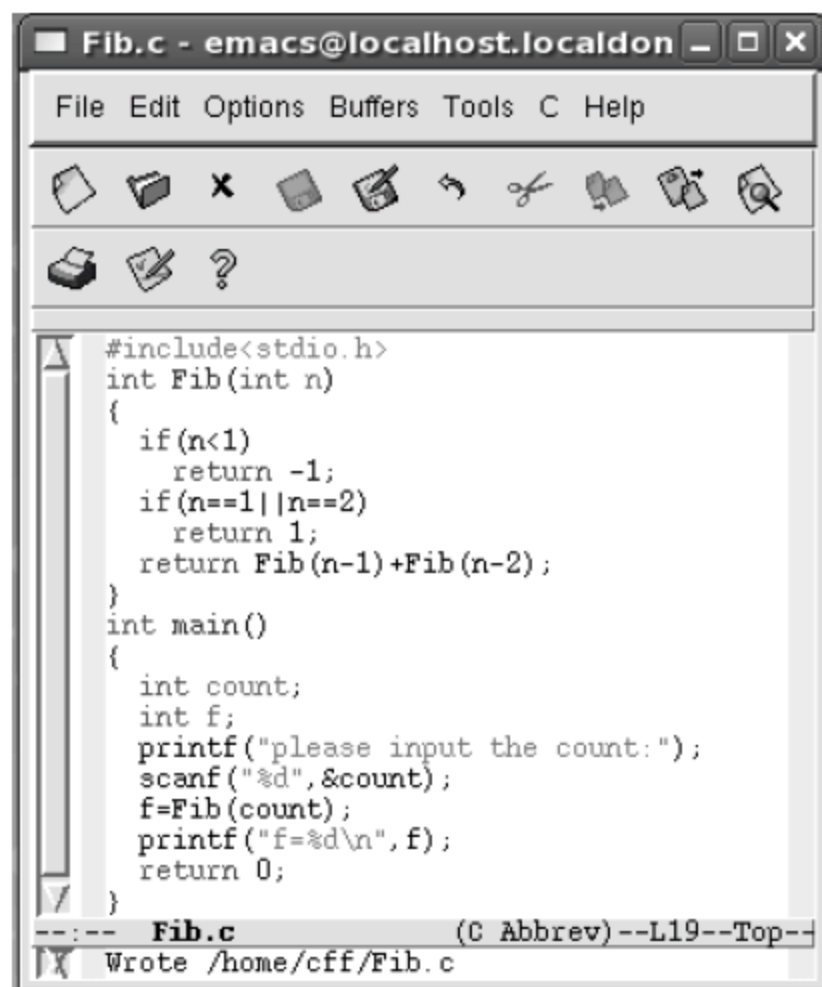 Fib.c - emacs@localhost.localdon
File Edit Options Buffers Tools C Help
#include<stdio.h>
int Fib(int n)
{
  if(n<1)
    return -1;
  if(n==1||n==2)
    return 1;
  return Fib(n-1)+Fib(n-2);
}
int main()
{
  int count;
  int f;
  printf("please input the count:");
  scanf("%d",&count);
  f=Fib(count);
  printf("f=%d\n",f);
  return 0;
}
--:-- Fib.c (C Abbrev)--L19--Top--
Wrote /home/cff/Fib.c